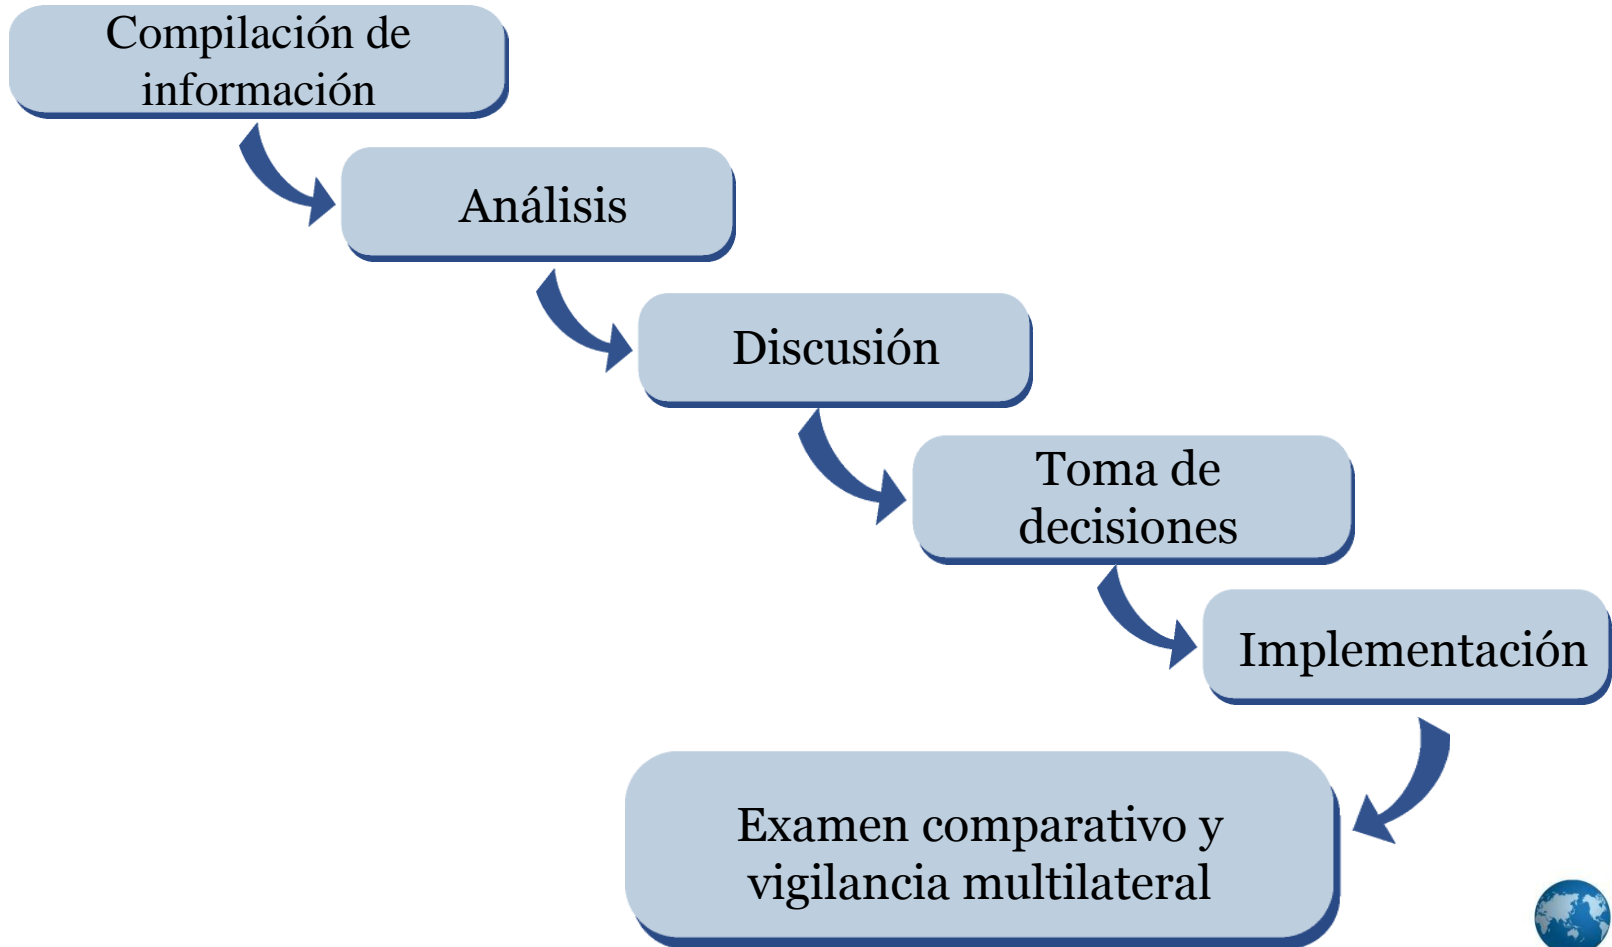 Compilación de
información
Análisis
Discusión
Toma de
decisiones
Implementación
Examen comparativo y
vigilancia multilateral